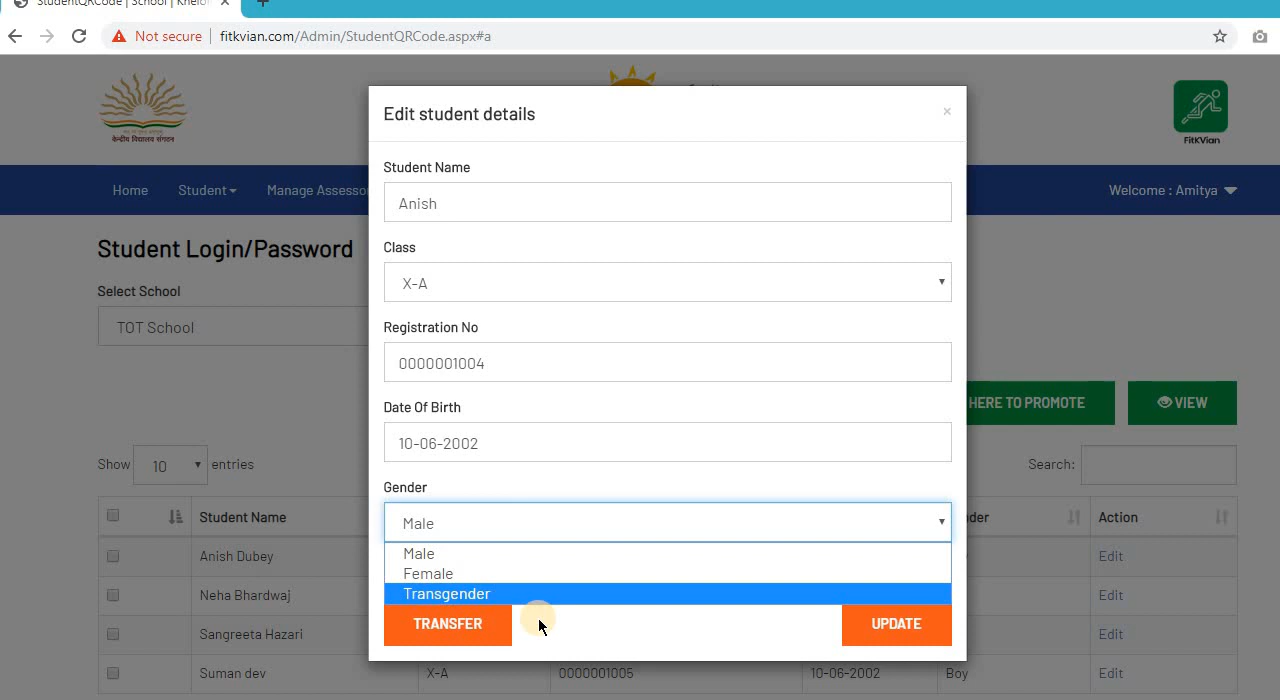 StudentQRCode | School | Khelo
Not secure | fitkvian.com/Admin/StudentQRCode.aspx#a
केन्द्रीय विद्यालय संगठन
FitKVian
Home Student Manage Assessor
Welcome : Amitya
Student Login/Password
Select School
TOT School
HERE TO PROMOTE
VIEW
Show 10 entries
Search:
Student Name
der
Action
Anish Dubey
Edit
Neha Bhardwaj
Edit
Sangreeta Hazari
Edit
Suman dev X-A 0000001005 10-06-2002 Boy Edit
Edit student details ×
Student Name
Anish
Class
X-A
Registration No
0000001004
Date Of Birth
10-06-2002
Gender
Male
Male
Female
Transgender
TRANSFER
UPDATE